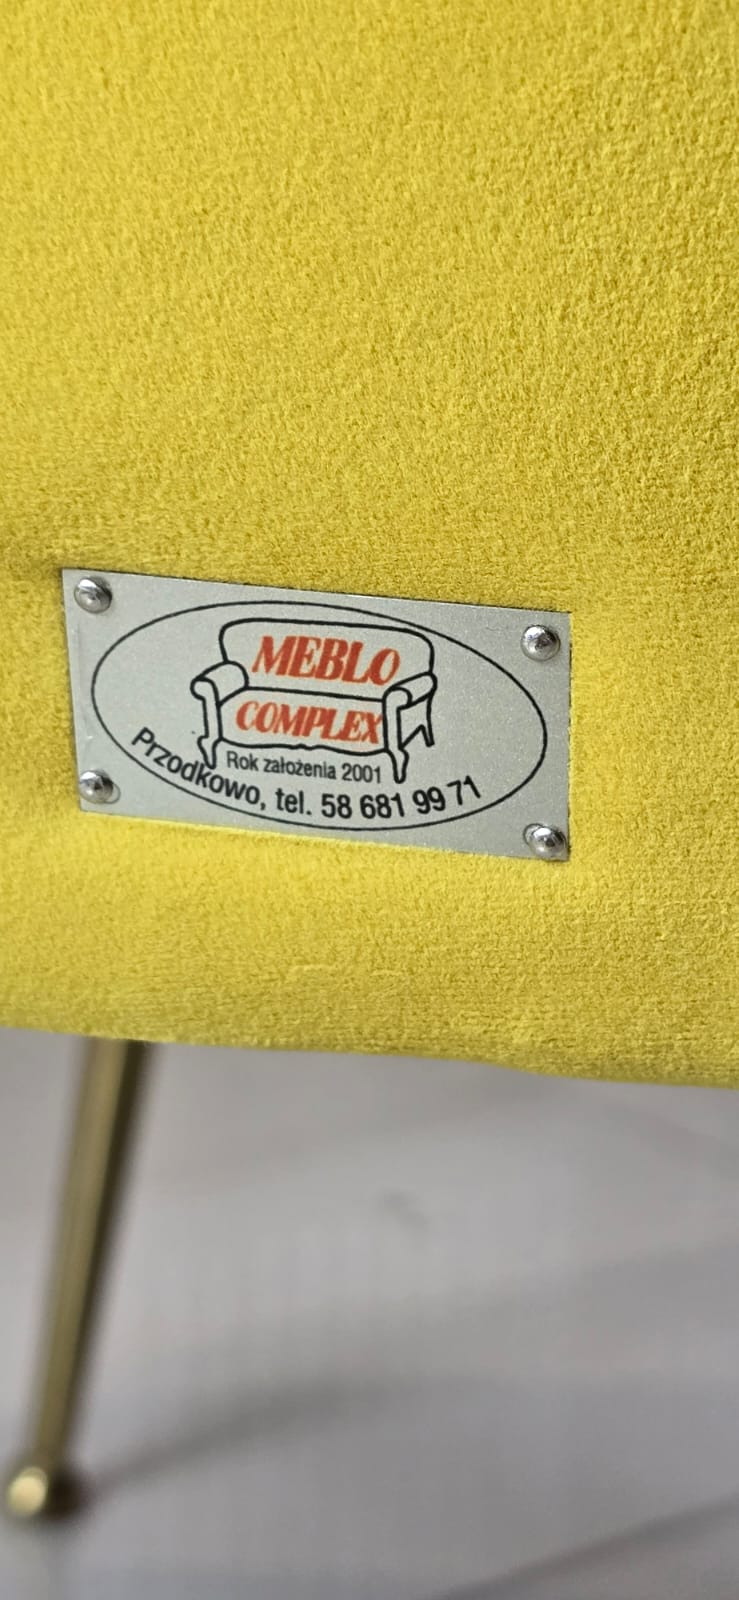 MEBLO
COMPLEX
Rok założenia 2001
Przodkowo, tel. 58 681 99 71